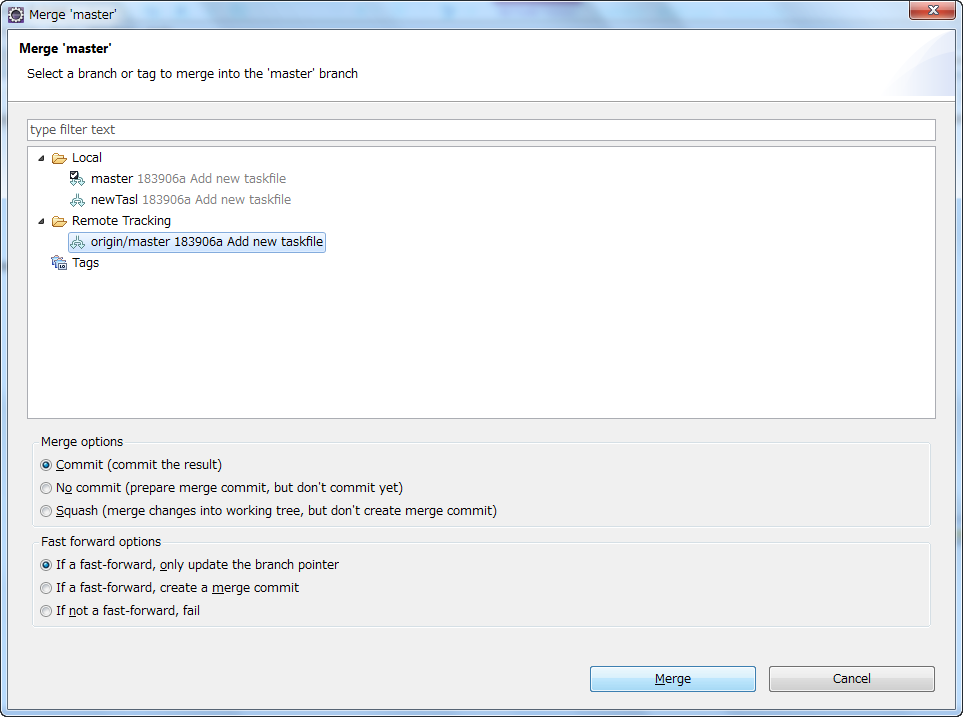 Merge 'master'
Merge 'master'
Select a branch or tag to merge into the 'master' branch
type filter text
Local
master 183906a Add new taskfile
newTasl 183906a Add new taskfile
Remote Tracking
origin/master 183906a Add new taskfile
Tags
Merge options
Commit (commit the result)
No commit (prepare merge commit, but don't commit yet)
Squash (merge changes into working tree, but don't create merge commit)
Fast forward options
If a fast-forward, only update the branch pointer
If a fast-forward, create a merge commit
If not a fast-forward, fail
Merge Cancel